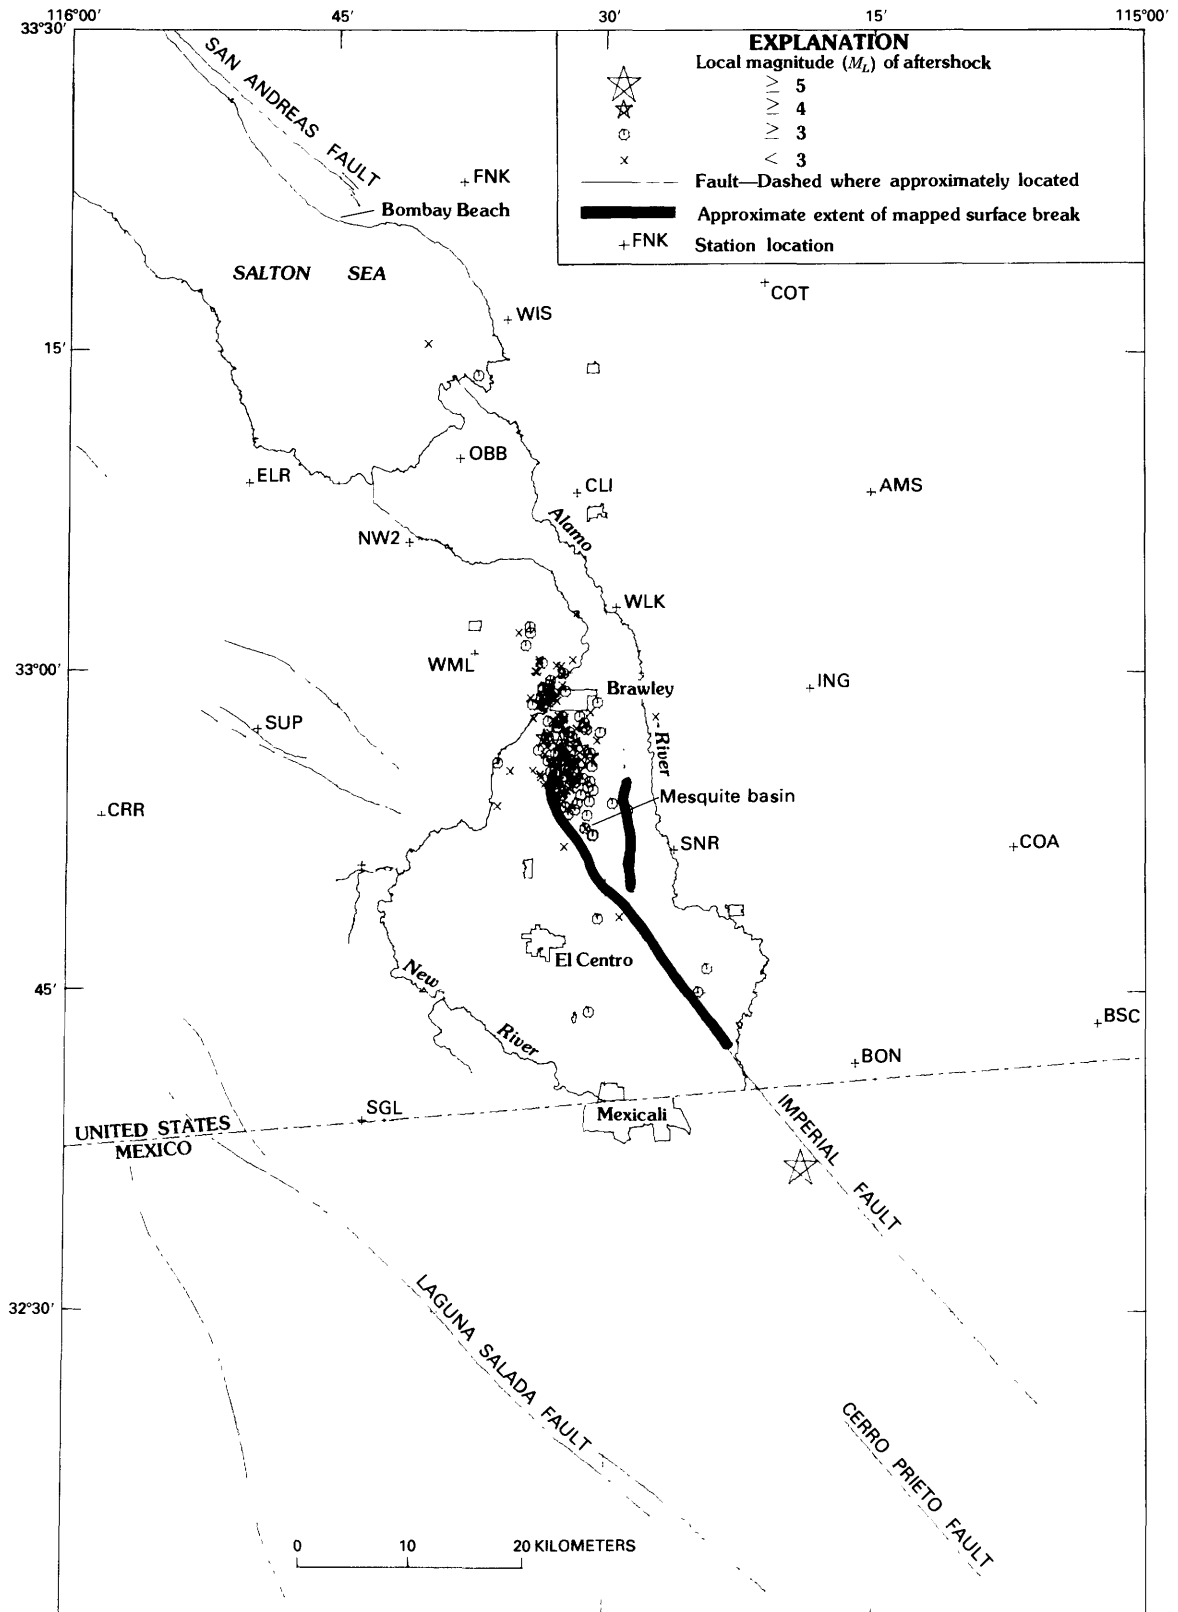 116°00′ 45′ 30′ 15′ 115°00′
33°30′
EXPLANATION
Local magnitude (M_L) of aftershock
≥ 5
≥ 4
≥ 3
< 3
Fault—Dashed where approximately located
Approximate extent of mapped surface break
+FNK Station location
SAN ANDREAS FAULT
+FNK
Bombay Beach
SALTON SEA
+COT
+WIS
15′
+OBB
+ELR
+CLI
+AMS
Alamo
NW2+
+WLK
WML+
33°00′
Brawley
+ING
+SUP
River
Mesquite basin
+CRR
+SNR
+COA
El Centro
New
45′
River
+BSC
+BON
SGL
Mexicali
UNITED STATES
MEXICO
IMPERIAL FAULT
LAGUNA SALADA FAULT
32°30′
CERRO PRIETO FAULT
0 10 20 KILOMETERS